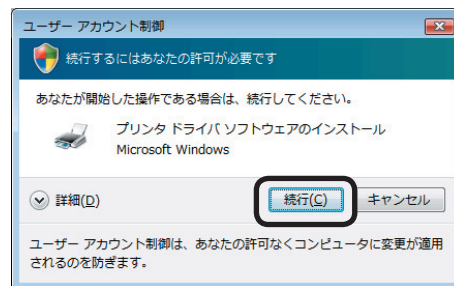 ユーザー アカウント制御
続行するにはあなたの許可が必要です
あなたが開始した操作である場合は、続行してください。
プリンタ ドライバ ソフトウェアのインストール
Microsoft Windows
詳細(D)
続行(C)
キャンセル
ユーザー アカウント制御は、あなたの許可なくコンピュータに変更が適用
されるのを防ぎます。